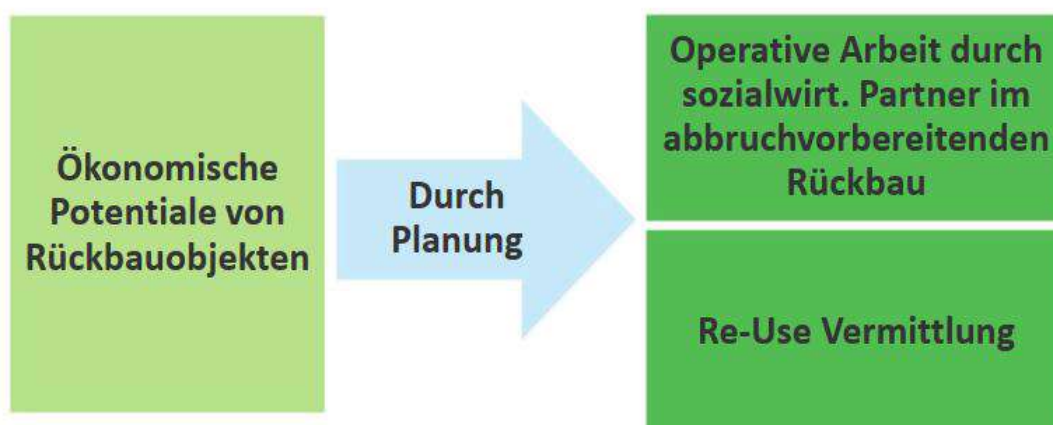 Ökonomische
Potentiale von
Rückbauobjekten
Durch
Planung
Operative Arbeit durch
sozialwirt. Partner im
abbruchvorbereitenden
Rückbau
Re-Use Vermittlung